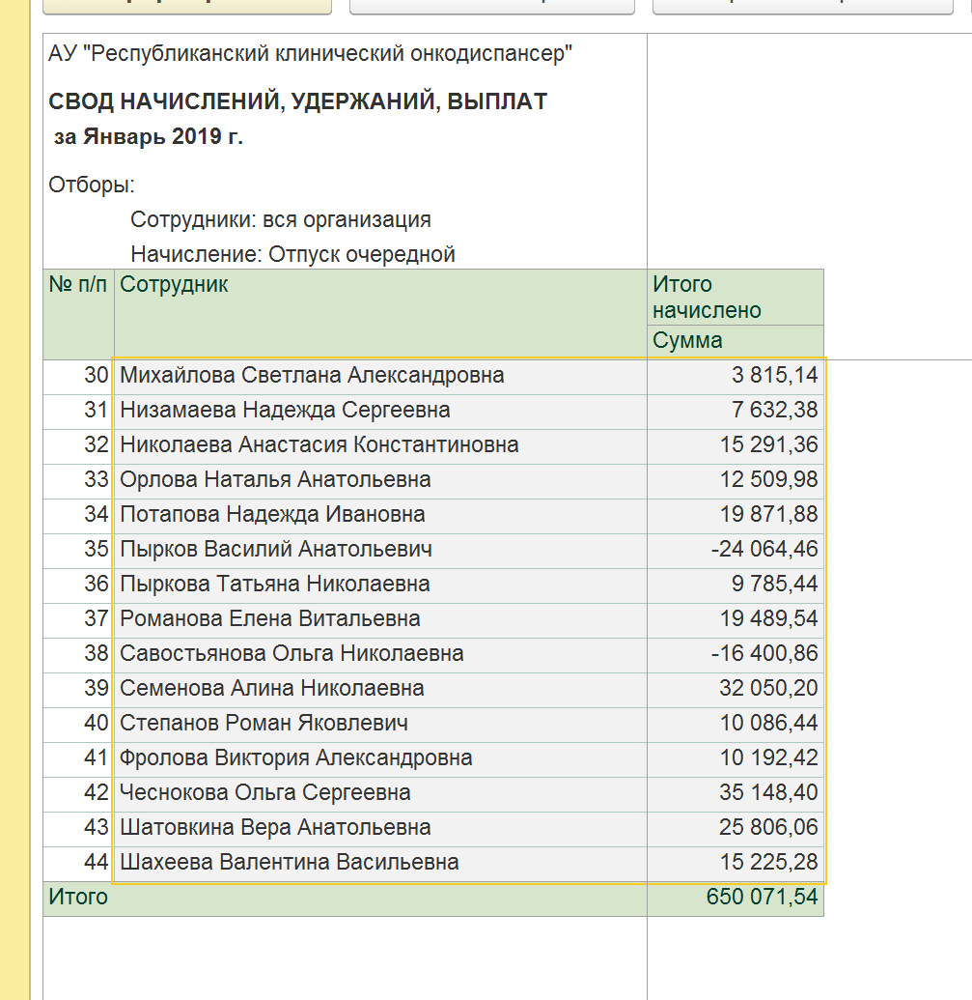 АУ "Республиканский клинический онкодиспансер"
СВОД НАЧИСЛЕНИЙ, УДЕРЖАНИЙ, ВЫПЛАТ
за Январь 2019 г.
Отборы:
Сотрудники: вся организация
Начисление: Отпуск очередной
№ п/п Сотрудник Итого начислено
Сумма
30 Михайлова Светлана Александровна 3 815,14
31 Низамаева Надежда Сергеевна 7 632,38
32 Николаева Анастасия Константиновна 15 291,36
33 Орлова Наталья Анатольевна 12 509,98
34 Потапова Надежда Ивановна 19 871,88
35 Пырков Василий Анатольевич -24 064,46
36 Пыркова Татьяна Николаевна 9 785,44
37 Романова Елена Витальевна 19 489,54
38 Савостьянова Ольга Николаевна -16 400,86
39 Семенова Алина Николаевна 32 050,20
40 Степанов Роман Яковлевич 10 086,44
41 Фролова Виктория Александровна 10 192,42
42 Чеснокова Ольга Сергеевна 35 148,40
43 Шатовкина Вера Анатольевна 25 806,06
44 Шахеева Валентина Васильевна 15 225,28
Итого 650 071,54